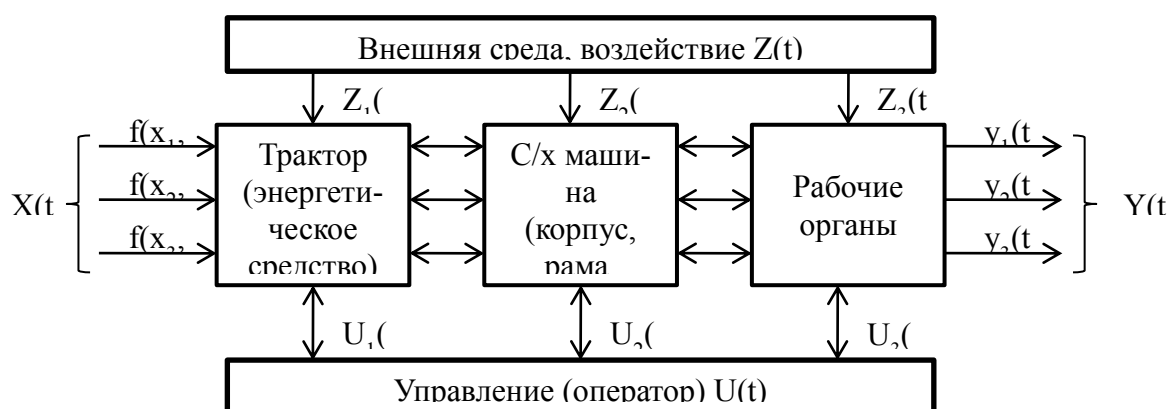 Внешняя среда, воздействие Z(t)
Z₁(
Z₂(
Z₃(t
f(x₁,
f(x₂,
f(x₃,
X(t
Трактор
(энергети-
ческое
средство)
С/х маши-
на
(корпус,
рама
Рабочие
органы
y₁(t
y₂(t
y₃(t
Y(t
U₁(
U₂(
U₃(
Управление (оператор) U(t)